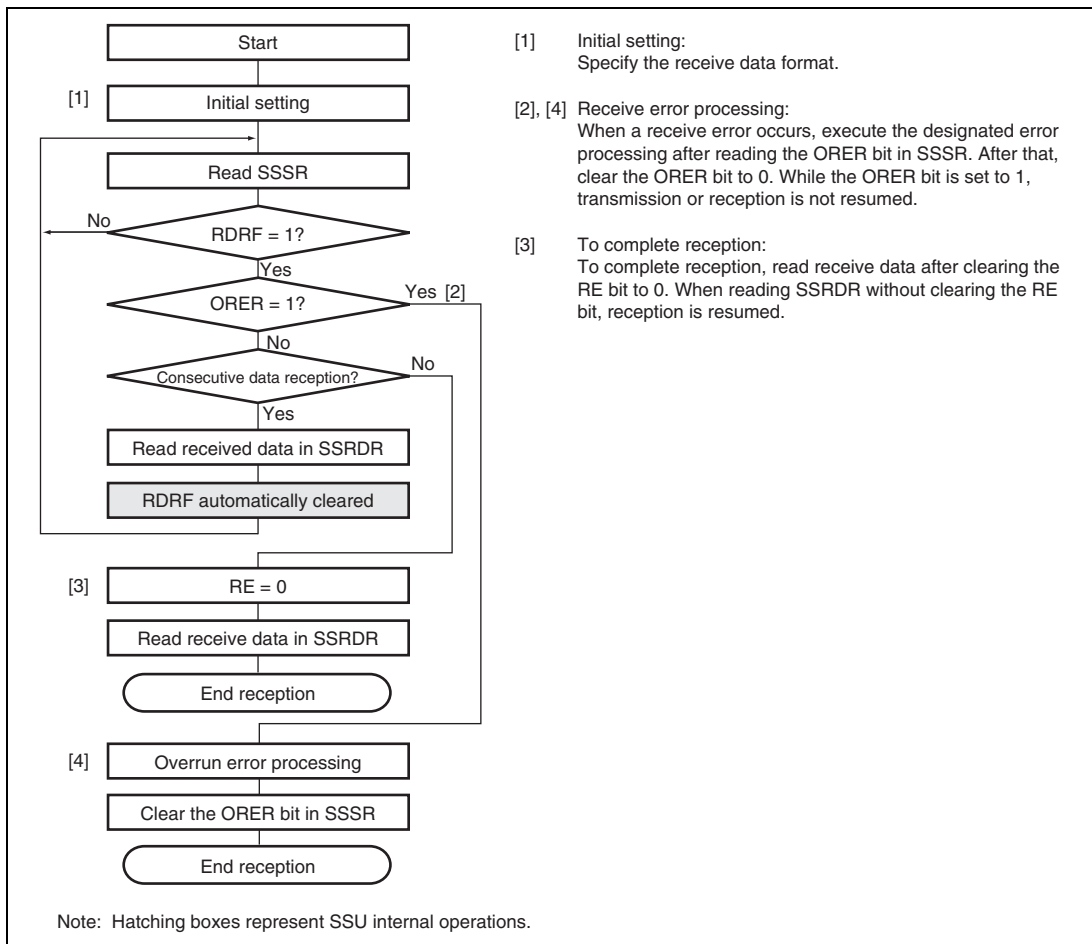 Start
[1] Initial setting
Read SSSR
No
RDRF = 1?
Yes
ORER = 1?
Yes [2]
No
Consecutive data reception?
No
Yes
Read received data in SSRDR
RDRF automatically cleared
[3] RE = 0
Read receive data in SSRDR
End reception
[4] Overrun error processing
Clear the ORER bit in SSSR
End reception
[1] Initial setting:
Specify the receive data format.
[2], [4] Receive error processing:
When a receive error occurs, execute the designated error
processing after reading the ORER bit in SSSR. After that,
clear the ORER bit to 0. While the ORER bit is set to 1,
transmission or reception is not resumed.
[3] To complete reception:
To complete reception, read receive data after clearing the
RE bit to 0. When reading SSRDR without clearing the RE
bit, reception is resumed.
Note: Hatching boxes represent SSU internal operations.